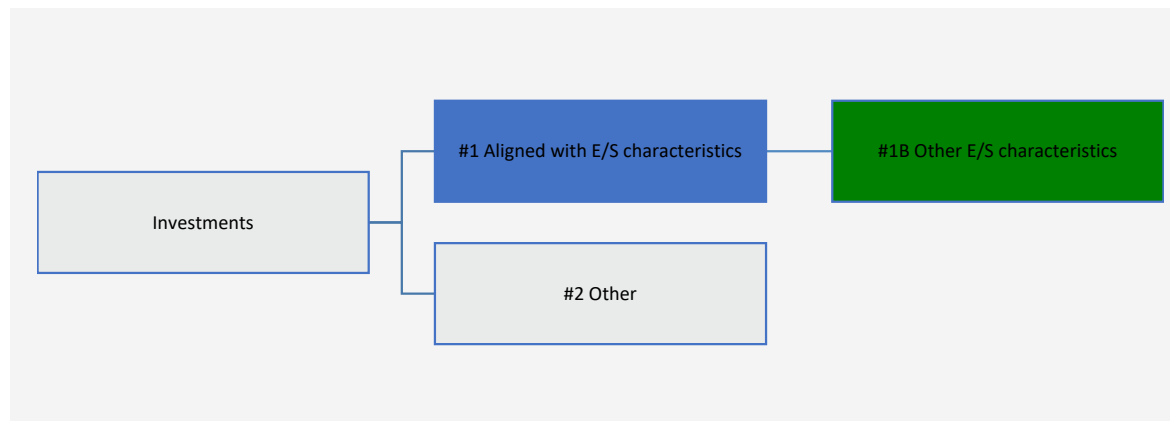 #1 Aligned with E/S characteristics
#1B Other E/S characteristics
Investments
#2 Other